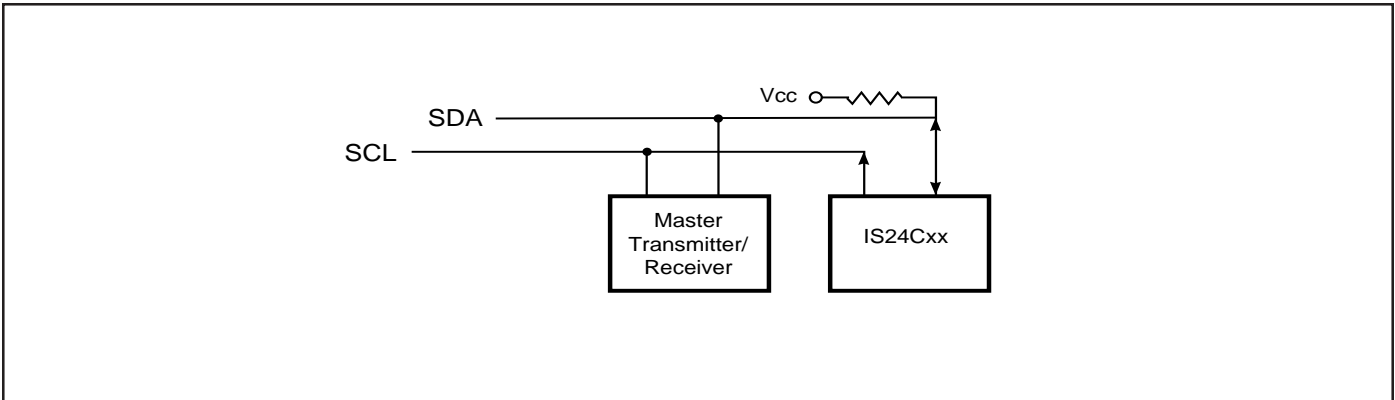 Vcc
SDA
SCL
Master
Transmitter/
Receiver
IS24Cxx